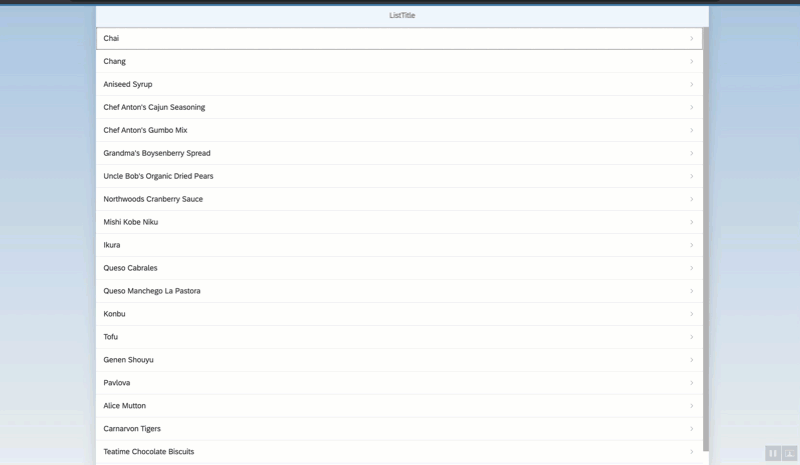 ListTitle
Chai
Chang
Aniseed Syrup
Chef Anton's Cajun Seasoning
Chef Anton's Gumbo Mix
Grandma's Boysenberry Spread
Uncle Bob's Organic Dried Pears
Northwoods Cranberry Sauce
Mishi Kobe Niku
Ikura
Queso Cabrales
Queso Manchego La Pastora
Konbu
Tofu
Genen Shouyu
Pavlova
Alice Mutton
Carnarvon Tigers
Teatime Chocolate Biscuits